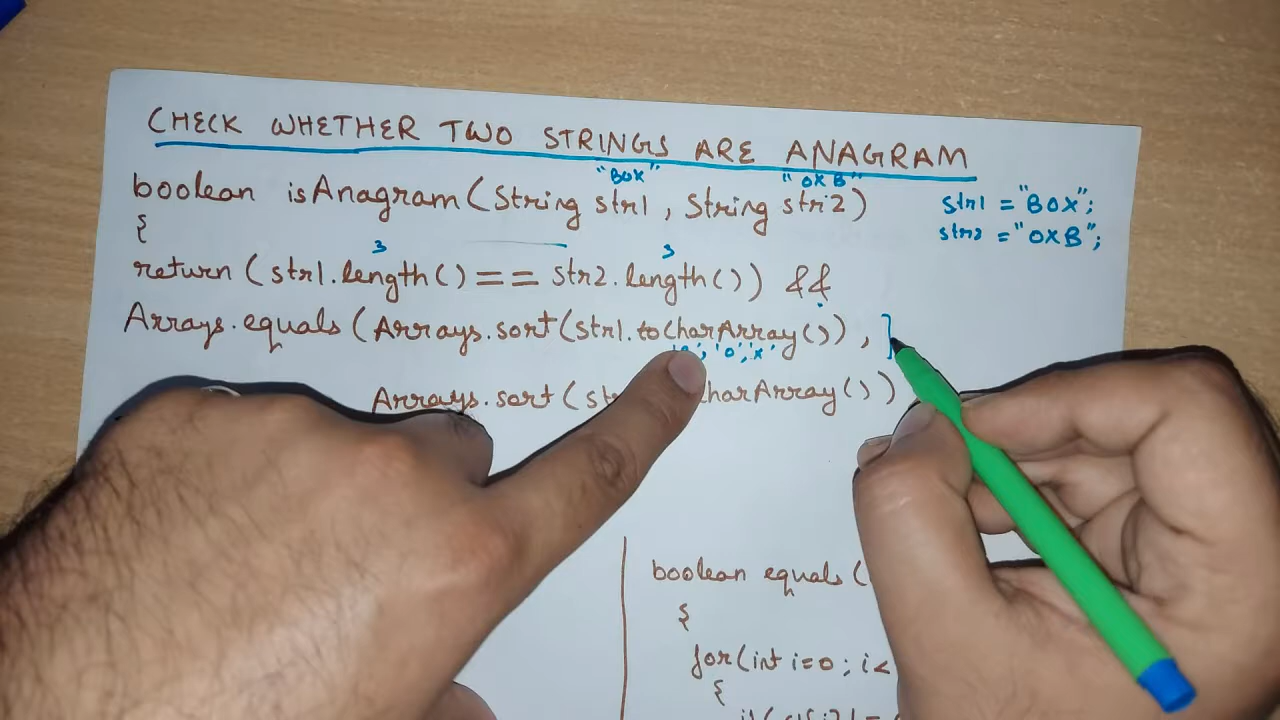 CHECK WHETHER TWO STRINGS ARE ANAGRAM
"BOX" "OXB"
boolean isAnagram(String str1, String str2)
str1 = "BOX";
str2 = "OXB";
{
3 3
return (str1.length() == str2.length()) &&
Arrays.equals(Arrays.sort(str1.toCharArray()), ]
'O', 'X'
Arrays.sort(st charArray())
boolean equals(
{
for(int i=0; i<
{